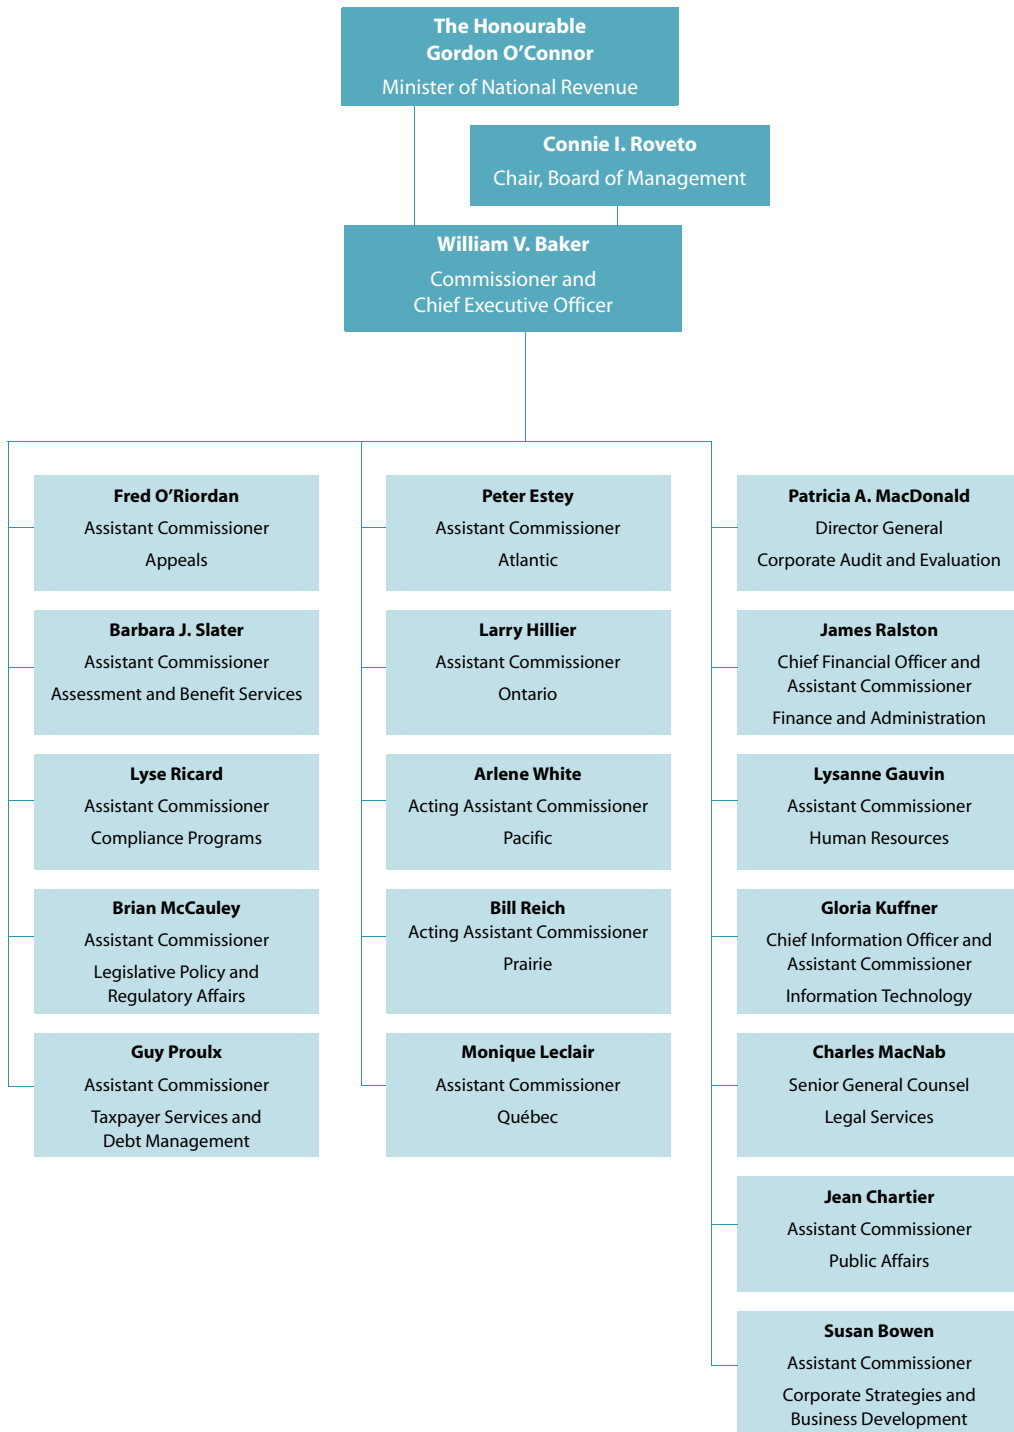 The Honourable
Gordon O’Connor
Minister of National Revenue
Connie I. Roveto
Chair, Board of Management
William V. Baker
Commissioner and
Chief Executive Officer
Fred O’Riordan
Assistant Commissioner
Appeals
Barbara J. Slater
Assistant Commissioner
Assessment and Benefit Services
Lyse Ricard
Assistant Commissioner
Compliance Programs
Brian McCauley
Assistant Commissioner
Legislative Policy and
Regulatory Affairs
Guy Proulx
Assistant Commissioner
Taxpayer Services and
Debt Management
Peter Estey
Assistant Commissioner
Atlantic
Larry Hillier
Assistant Commissioner
Ontario
Arlene White
Acting Assistant Commissioner
Pacific
Bill Reich
Acting Assistant Commissioner
Prairie
Monique Leclair
Assistant Commissioner
Québec
Patricia A. MacDonald
Director General
Corporate Audit and Evaluation
James Ralston
Chief Financial Officer and
Assistant Commissioner
Finance and Administration
Lysanne Gauvin
Assistant Commissioner
Human Resources
Gloria Kuffner
Chief Information Officer and
Assistant Commissioner
Information Technology
Charles MacNab
Senior General Counsel
Legal Services
Jean Chartier
Assistant Commissioner
Public Affairs
Susan Bowen
Assistant Commissioner
Corporate Strategies and
Business Development